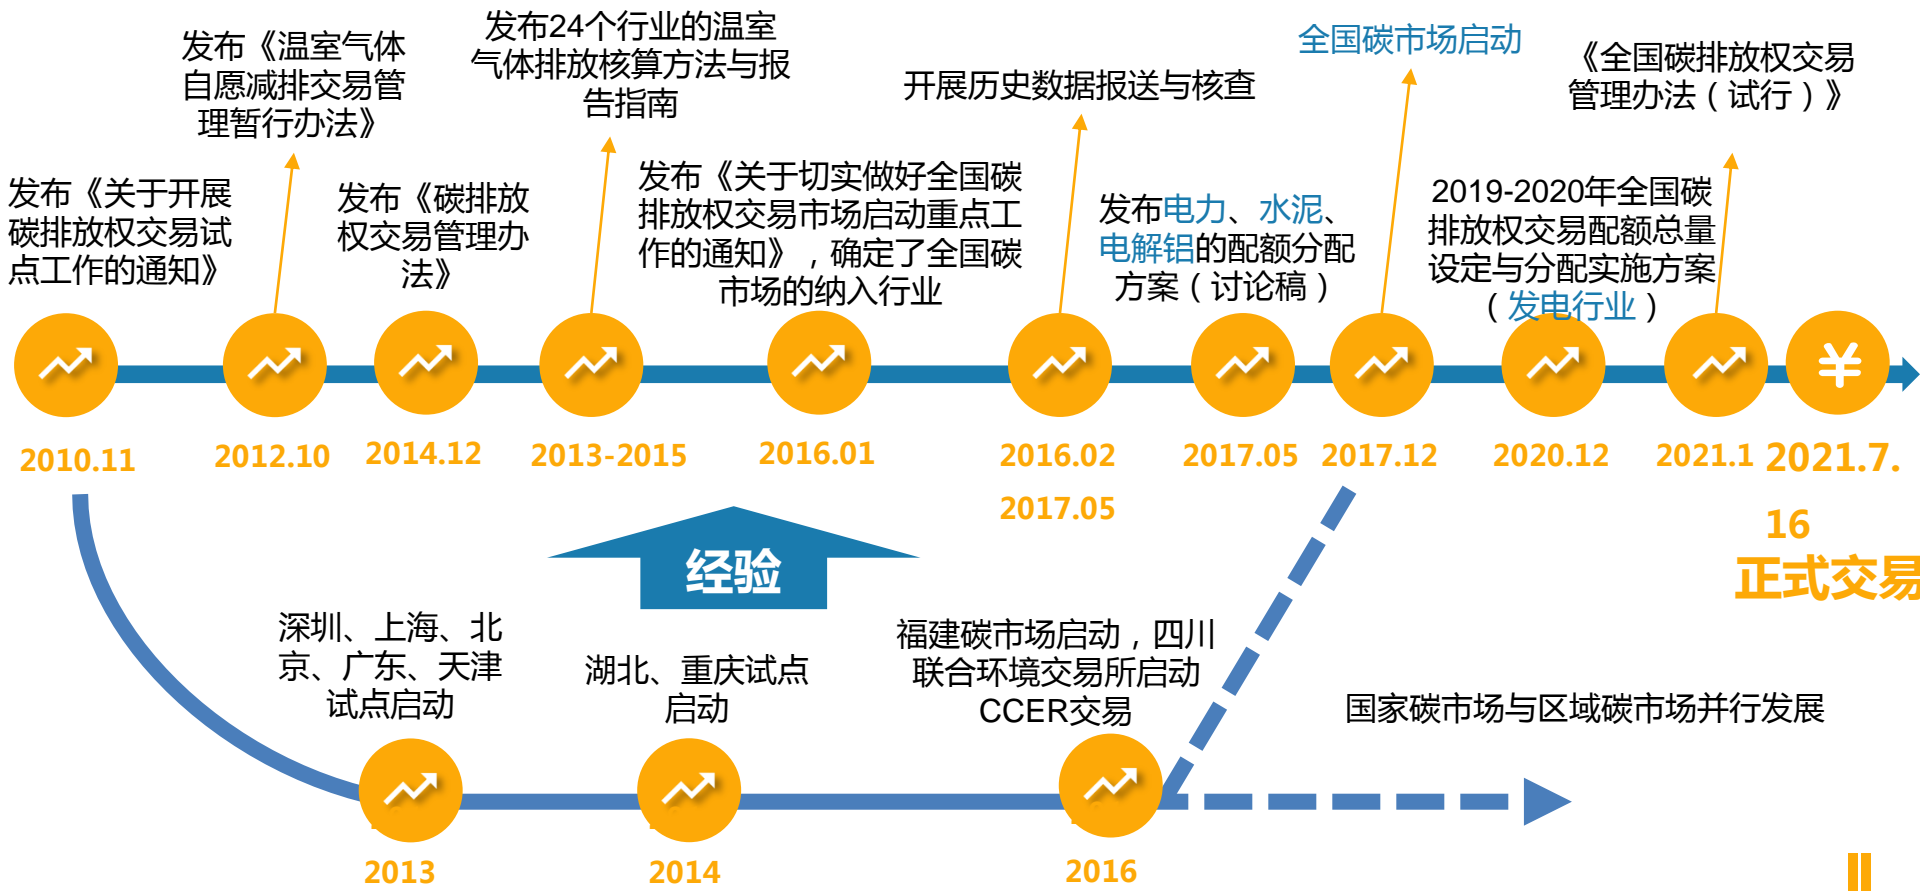 发布《关于开展
碳排放权交易试
点工作的通知》
发布《温室气体
自愿减排交易管
理暂行办法》
发布《碳排放
权交易管理办
法》
发布24个行业的温室
气体排放核算方法与报
告指南
发布《关于切实做好全国碳
排放权交易市场启动重点工
作的通知》，确定了全国碳
市场的纳入行业
开展历史数据报送与核查
发布电力、水泥、
电解铝的配额分配
方案（讨论稿）
全国碳市场启动
2019-2020年全国碳
排放权交易配额总量
设定与分配实施方案
（发电行业）
《全国碳排放权交易
管理办法（试行）》
2010.11
2012.10
2014.12
2013-2015
2016.01
2016.02
2017.05
2017.05
2017.12
2020.12
2021.1
2021.7.
16
正式交易
经验
深圳、上海、北
京、广东、天津
试点启动
湖北、重庆试点
启动
福建碳市场启动，四川
联合环境交易所启动
CCER交易
国家碳市场与区域碳市场并行发展
2013
2014
2016